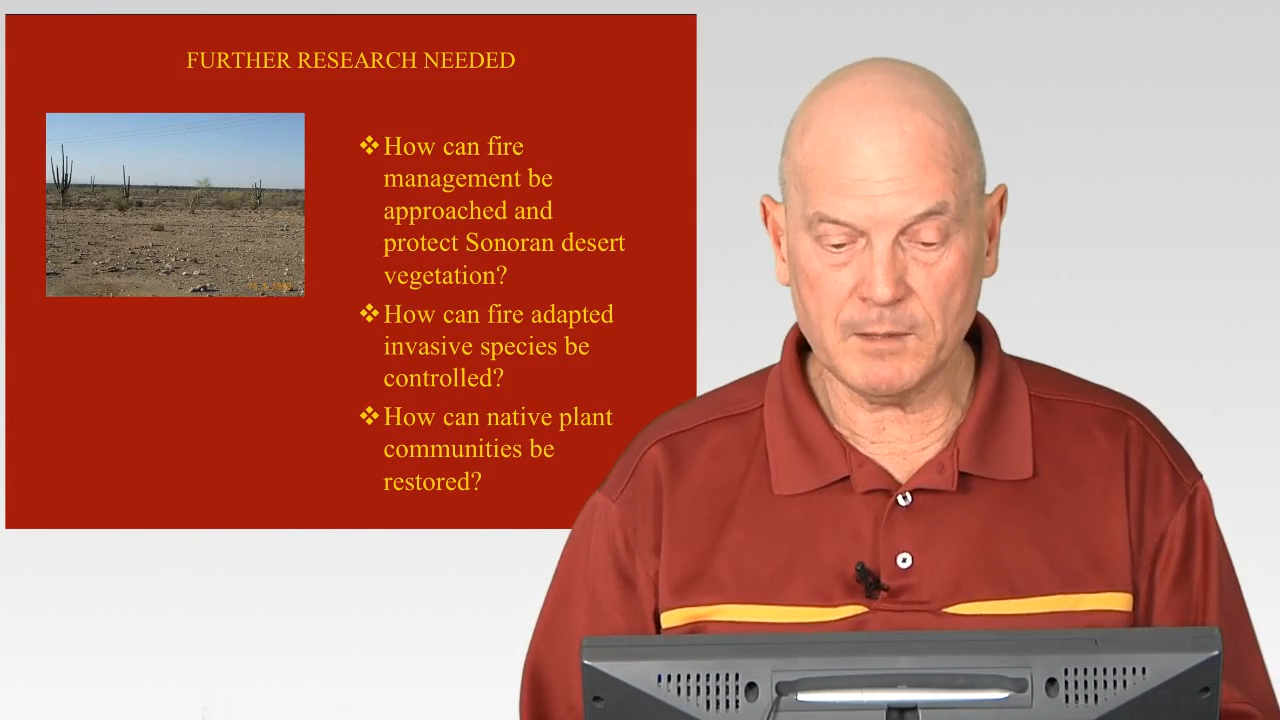 FURTHER RESEARCH NEEDED
❖How can fire
management be
approached and
protect Sonoran desert
vegetation?
❖How can fire adapted
invasive species be
controlled?
❖How can native plant
communities be
restored?